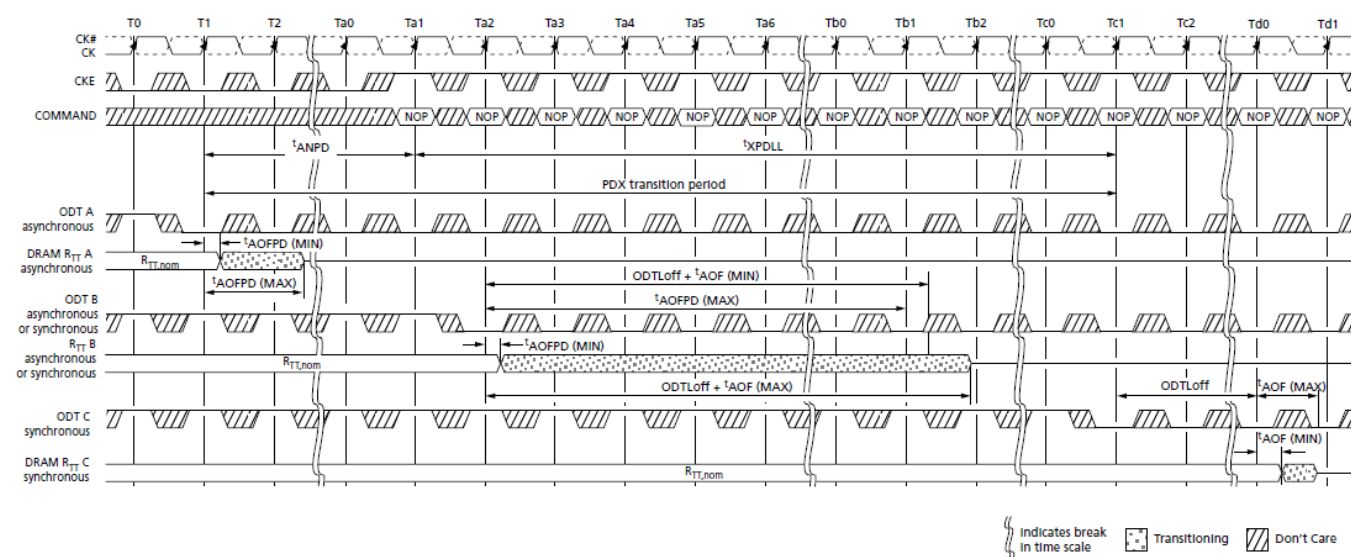 T0 T1 T2 Ta0 Ta1 Ta2 Ta3 Ta4 Ta5 Ta6 Tb0 Tb1 Tb2 Tc0 Tc1 Tc2 Td0 Td1
CK#
CK
CKE
COMMAND NOP NOP NOP NOP NOP NOP NOP NOP NOP NOP NOP NOP NOP NOP
tANPD tXPDLL
PDX transition period
ODT A
asynchronous
tAOFPD (MIN)
DRAM RTT A
asynchronous
RTT,nom
tAOFPD (MAX)
ODTLoff + tAOF (MIN)
tAOFPD (MAX)
ODT B
asynchronous
or synchronous
tAOFPD (MIN)
RTT B
asynchronous
or synchronous
RTT,nom
ODTLoff + tAOF (MAX)
ODTLoff tAOF (MAX)
ODT C
synchronous
tAOF (MIN)
DRAM RTT C
synchronous
RTT,nom
Indicates break
in time scale
Transitioning
Don't Care